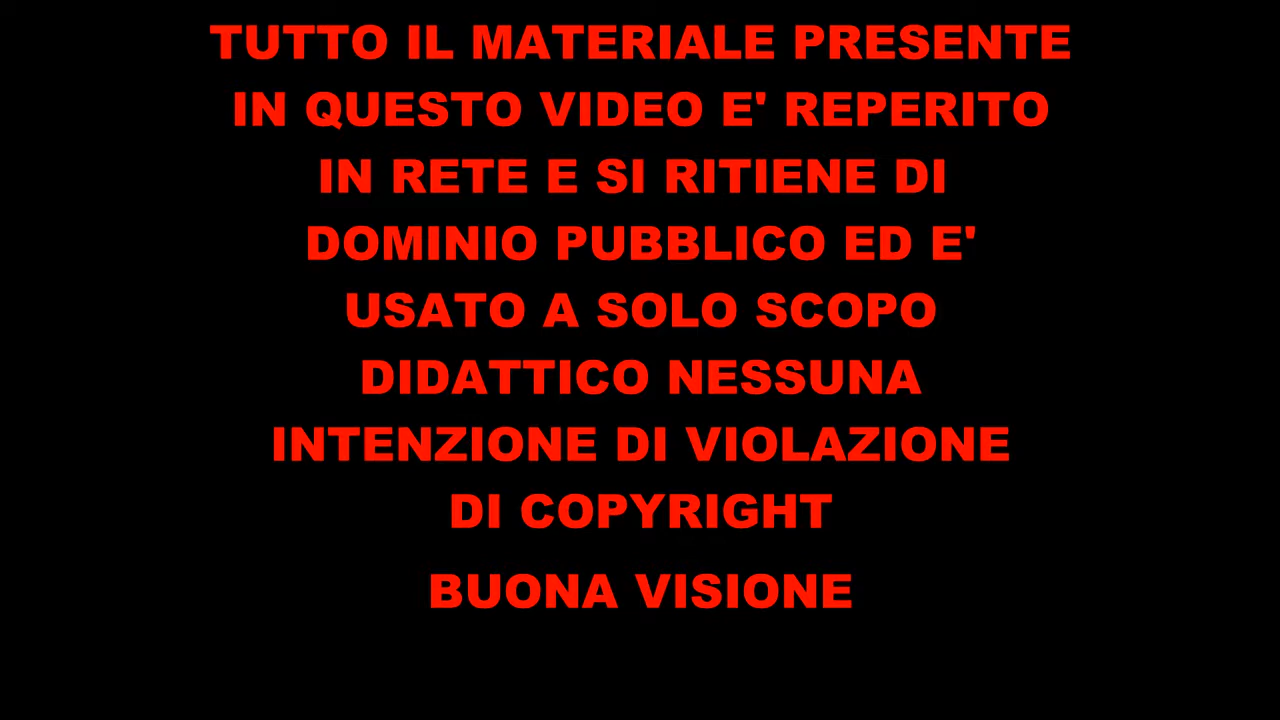 TUTTO IL MATERIALE PRESENTE
IN QUESTO VIDEO E' REPERITO
IN RETE E SI RITIENE DI
DOMINIO PUBBLICO ED E'
USATO A SOLO SCOPO
DIDATTICO NESSUNA
INTENZIONE DI VIOLAZIONE
DI COPYRIGHT
BUONA VISIONE